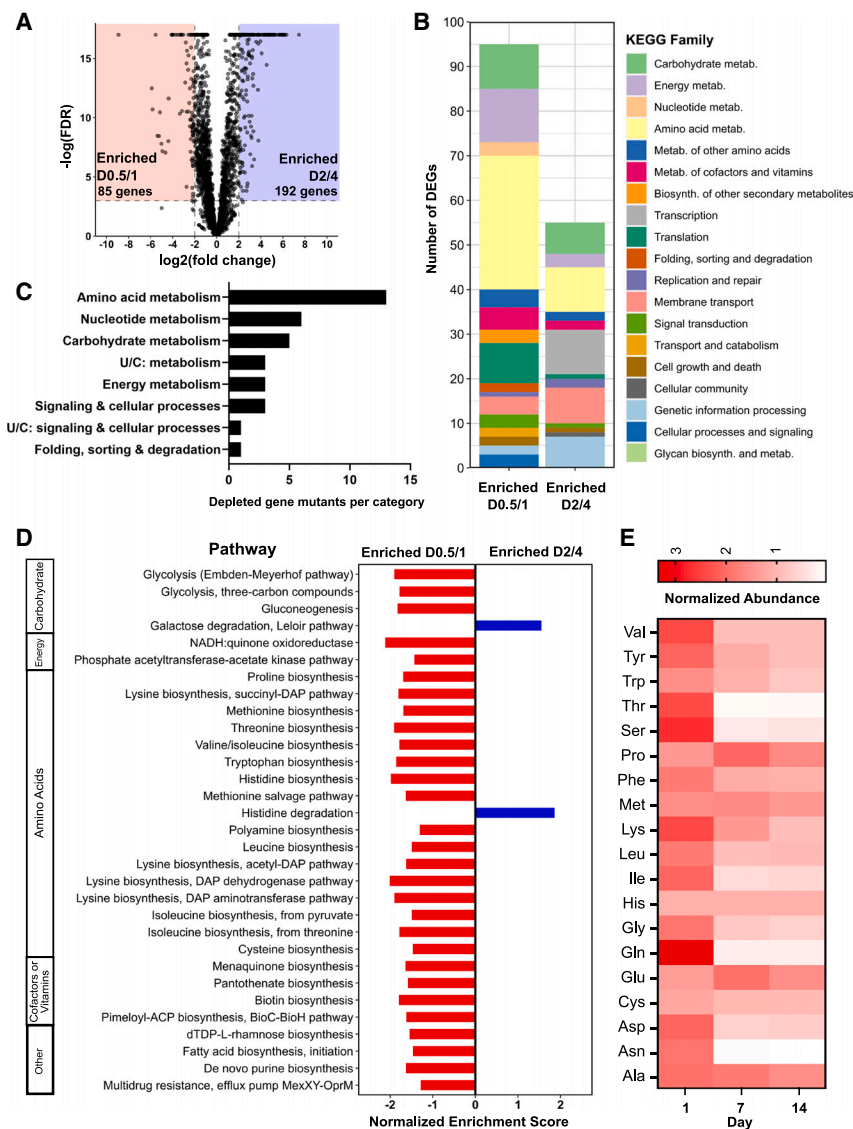 A
15
10
5
0
-log(FDR)
Enriched
D0.5/1
85 genes
Enriched
D2/4
192 genes
-10 -8 -6 -4 -2 0 2 4 6 8 10
log2(fold change)
B
100
90
80
70
60
50
40
30
20
10
0
Number of DEGs
Enriched
D0.5/1
Enriched
D2/4
KEGG Family
Carbohydrate metab.
Energy metab.
Nucleotide metab.
Amino acid metab.
Metab. of other amino acids
Metab. of cofactors and vitamins
Biosynth. of other secondary metabolites
Transcription
Translation
Folding, sorting and degradation
Replication and repair
Membrane transport
Signal transduction
Transport and catabolism
Cell growth and death
Cellular community
Genetic information processing
Cellular processes and signaling
Glycan biosynth. and metab.
C
Amino acid metabolism
Nucleotide metabolism
Carbohydrate metabolism
U/C: metabolism
Energy metabolism
Signaling & cellular processes
U/C: signaling & cellular processes
Folding, sorting & degradation
0 5 10 15
Depleted gene mutants per category
D
Pathway
Enriched D0.5/1 Enriched D2/4
Carbohydrate
Glycolysis (Embden-Meyerhof pathway)
Glycolysis, three-carbon compounds
Gluconeogenesis
Galactose degradation, Leloir pathway
Energy
NADH:quinone oxidoreductase
Phosphate acetyltransferase-acetate kinase pathway
Amino Acids
Proline biosynthesis
Lysine biosynthesis, succinyl-DAP pathway
Methionine biosynthesis
Threonine biosynthesis
Valine/isoleucine biosynthesis
Tryptophan biosynthesis
Histidine biosynthesis
Methionine salvage pathway
Histidine degradation
Polyamine biosynthesis
Leucine biosynthesis
Lysine biosynthesis, acetyl-DAP pathway
Lysine biosynthesis, DAP dehydrogenase pathway
Lysine biosynthesis, DAP aminotransferase pathway
Isoleucine biosynthesis, from pyruvate
Isoleucine biosynthesis, from threonine
Cysteine biosynthesis
Cofactors or
Vitamins
Menaquinone biosynthesis
Pantothenate biosynthesis
Biotin biosynthesis
Pimeloyl-ACP biosynthesis, BioC-BioH pathway
Other
dTDP-L-rhamnose biosynthesis
Fatty acid biosynthesis, initiation
De novo purine biosynthesis
Multidrug resistance, efflux pump MexXY-OprM
-2 -1 0 1 2
Normalized Enrichment Score
E
3 2 1
Normalized Abundance
Val
Tyr
Trp
Thr
Ser
Pro
Phe
Met
Lys
Leu
Ile
His
Gly
Gln
Glu
Cys
Asp
Asn
Ala
1 7 14
Day